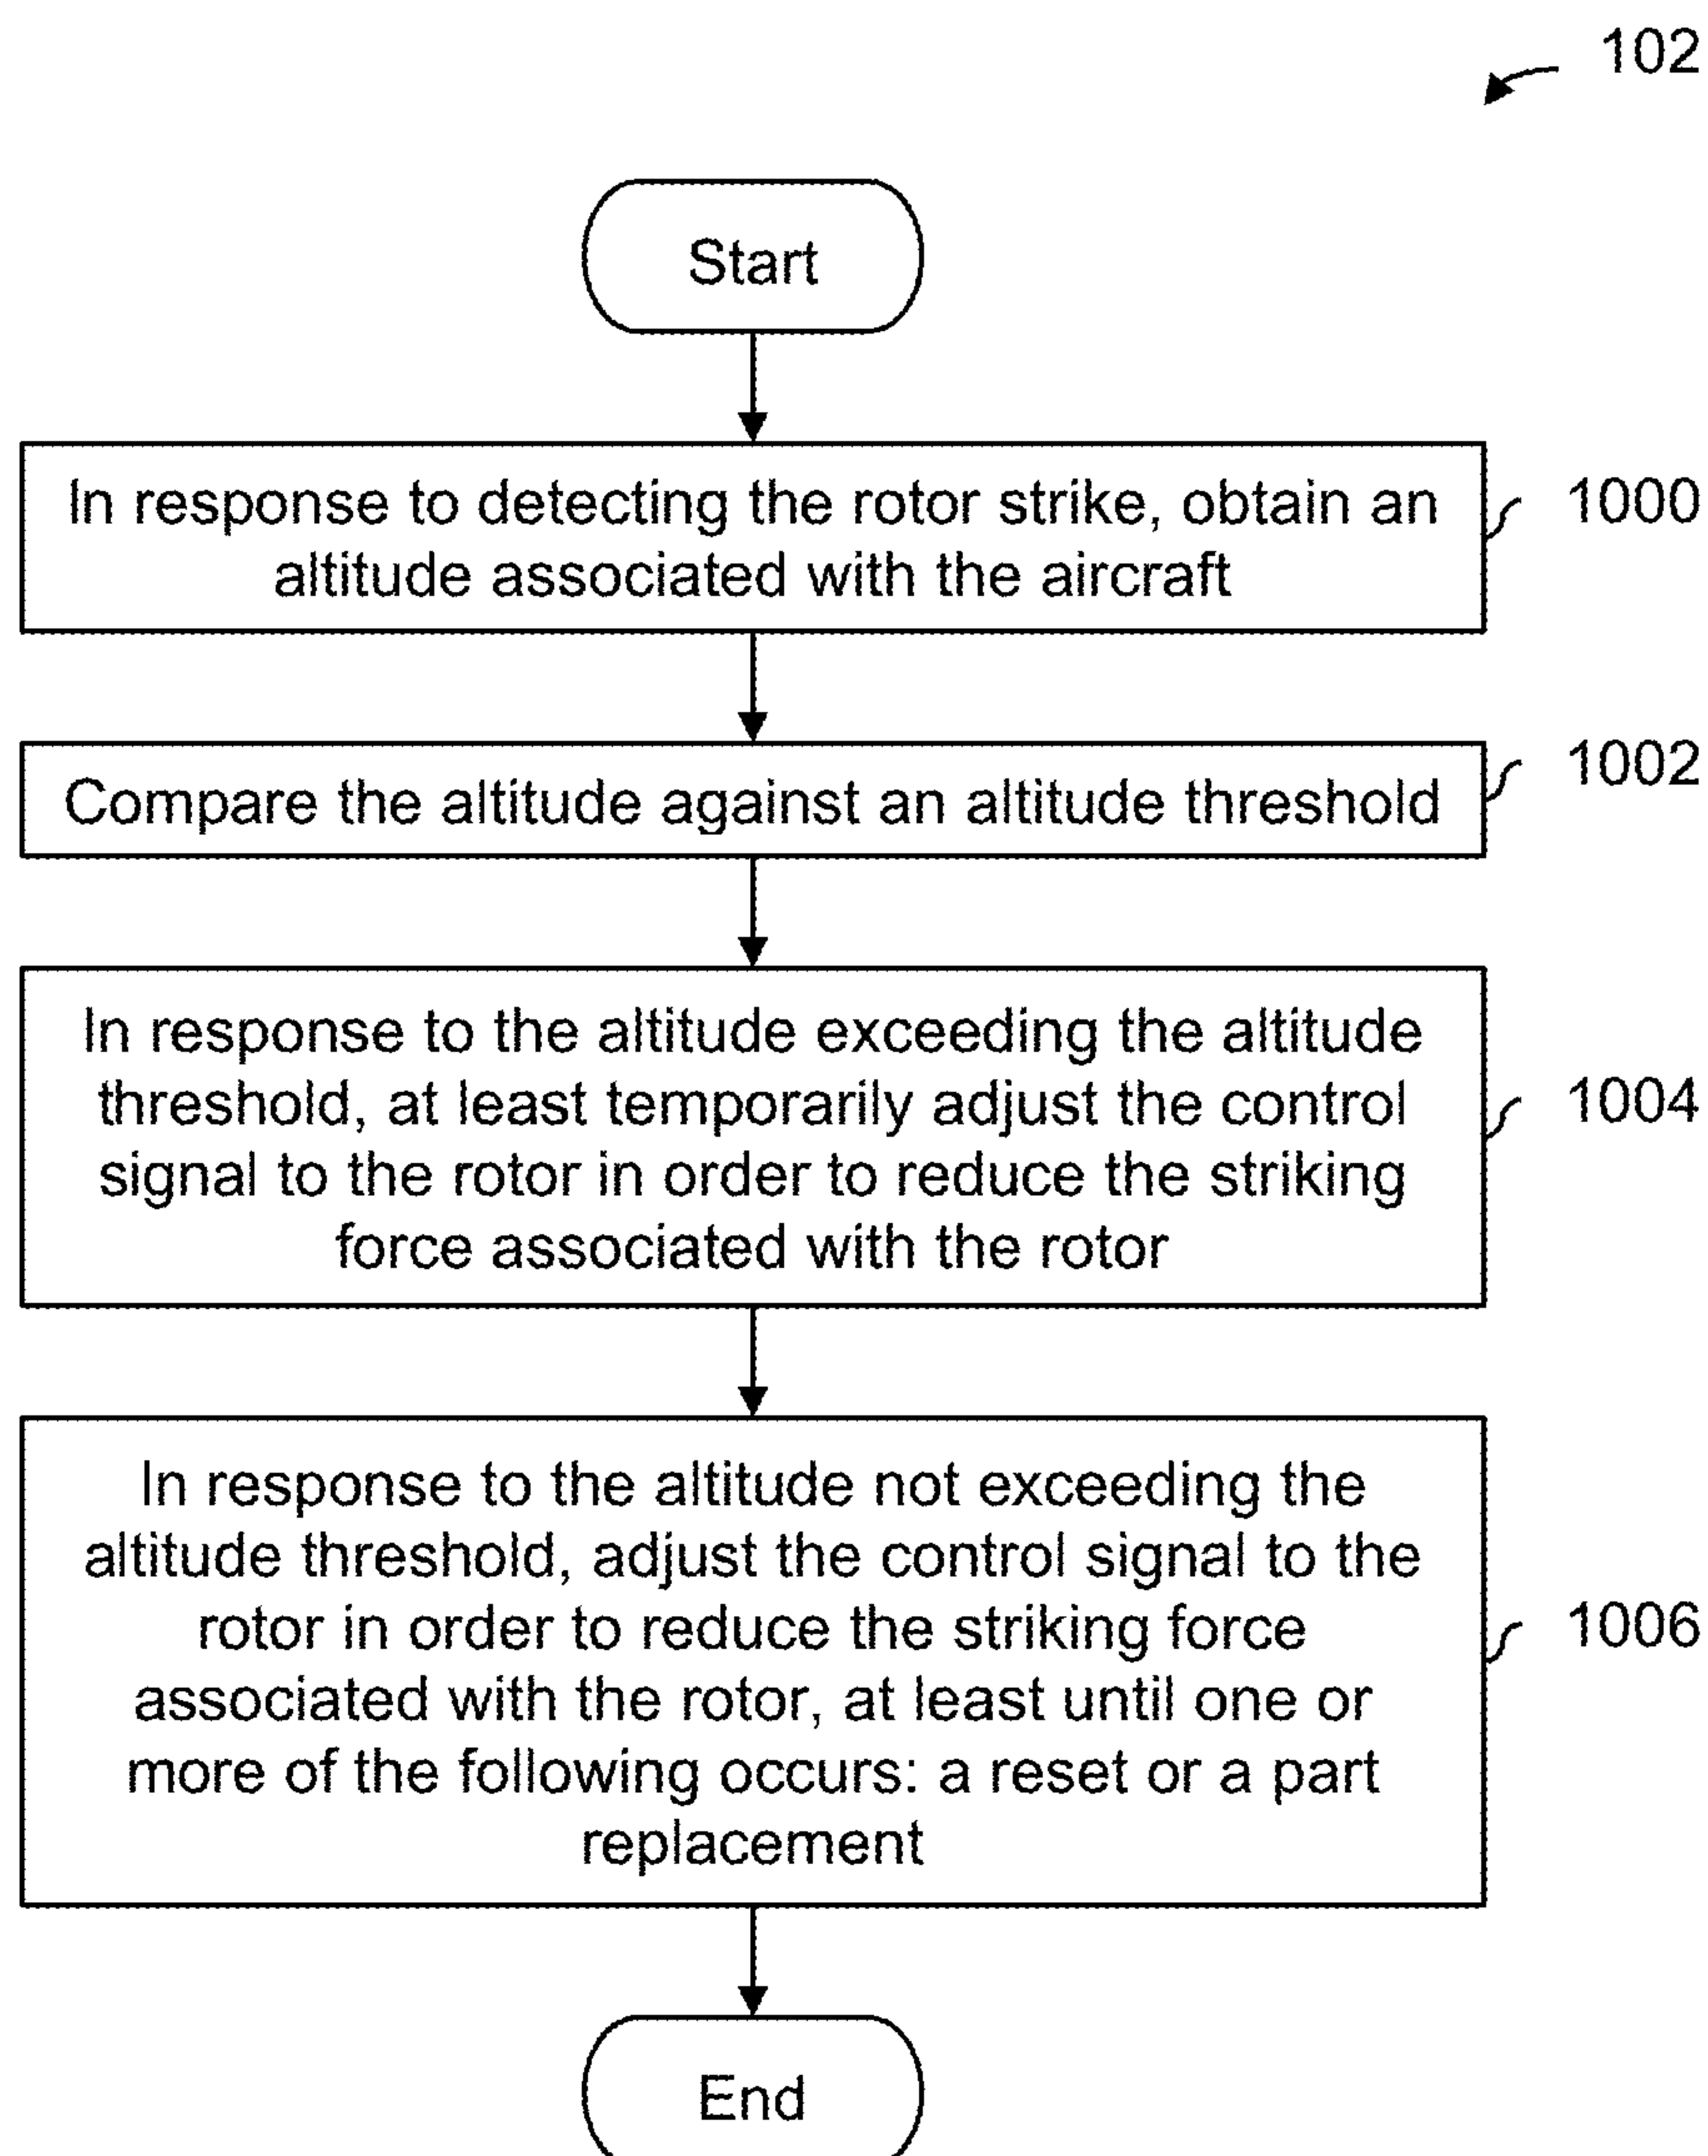 102
Start
In response to detecting the rotor strike, obtain an
altitude associated with the aircraft
1000
Compare the altitude against an altitude threshold
1002
In response to the altitude exceeding the altitude
threshold, at least temporarily adjust the control
signal to the rotor in order to reduce the striking
force associated with the rotor
1004
In response to the altitude not exceeding the
altitude threshold, adjust the control signal to the
rotor in order to reduce the striking force
associated with the rotor, at least until one or
more of the following occurs: a reset or a part
replacement
1006
End